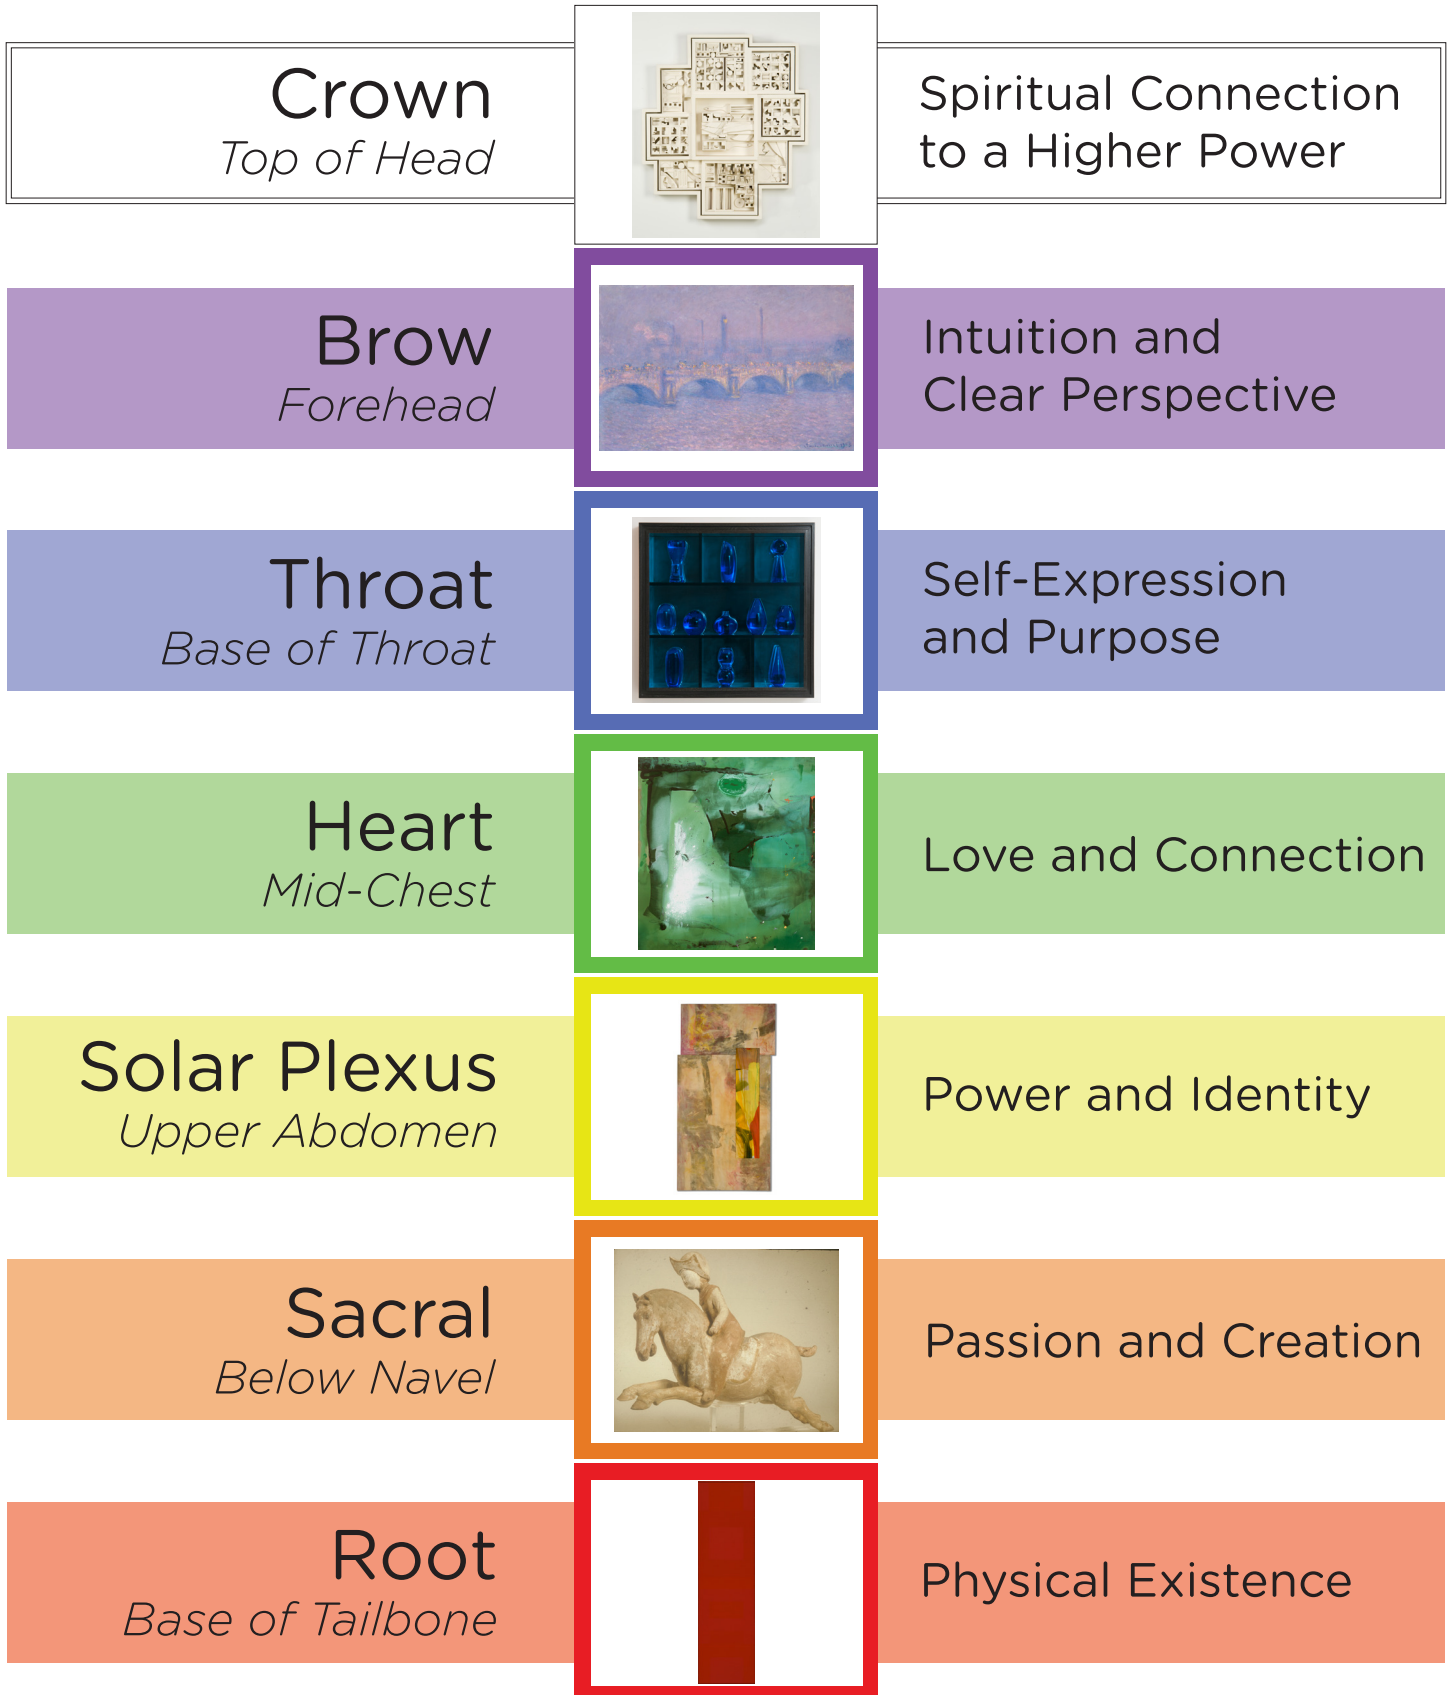 Crown
Top of Head
Spiritual Connection
to a Higher Power
Brow
Forehead
Intuition and
Clear Perspective
Throat
Base of Throat
Self-Expression
and Purpose
Heart
Mid-Chest
Love and Connection
Solar Plexus
Upper Abdomen
Power and Identity
Sacral
Below Navel
Passion and Creation
Root
Base of Tailbone
Physical Existence